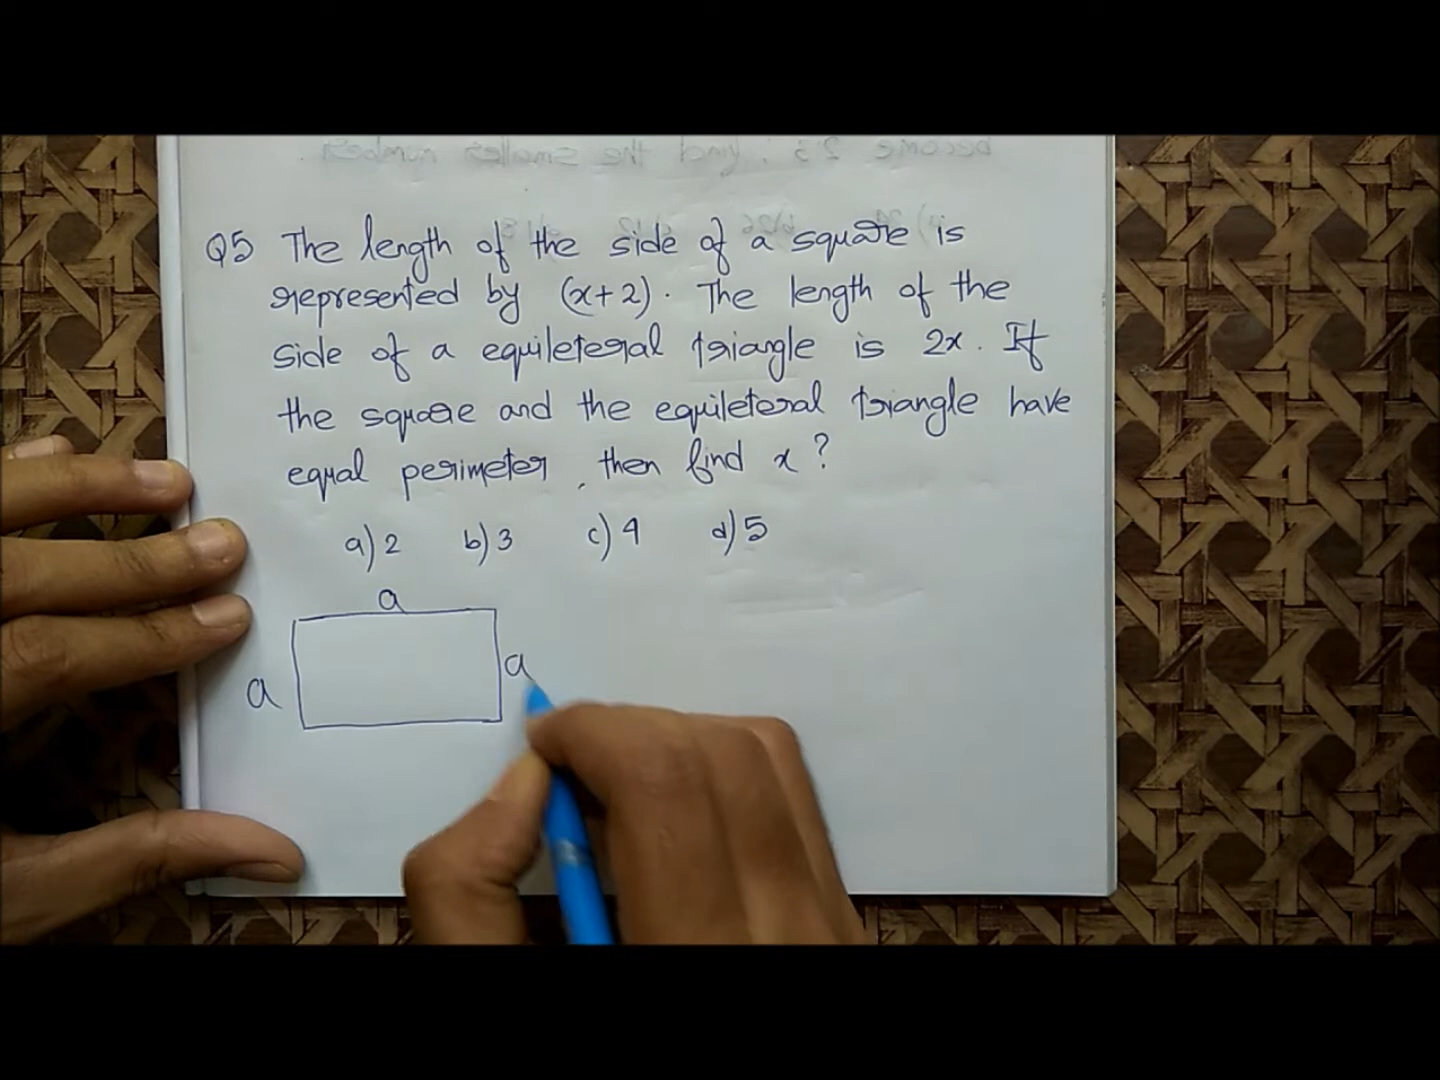 Q5 The length of the side of a square is
represented by (x+2). The length of the
side of a equileteral triangle is 2x. If
the square and the equileteral triangle have
equal perimeter, then find x?
a) 2 b) 3 c) 4 d) 5
a
a
a